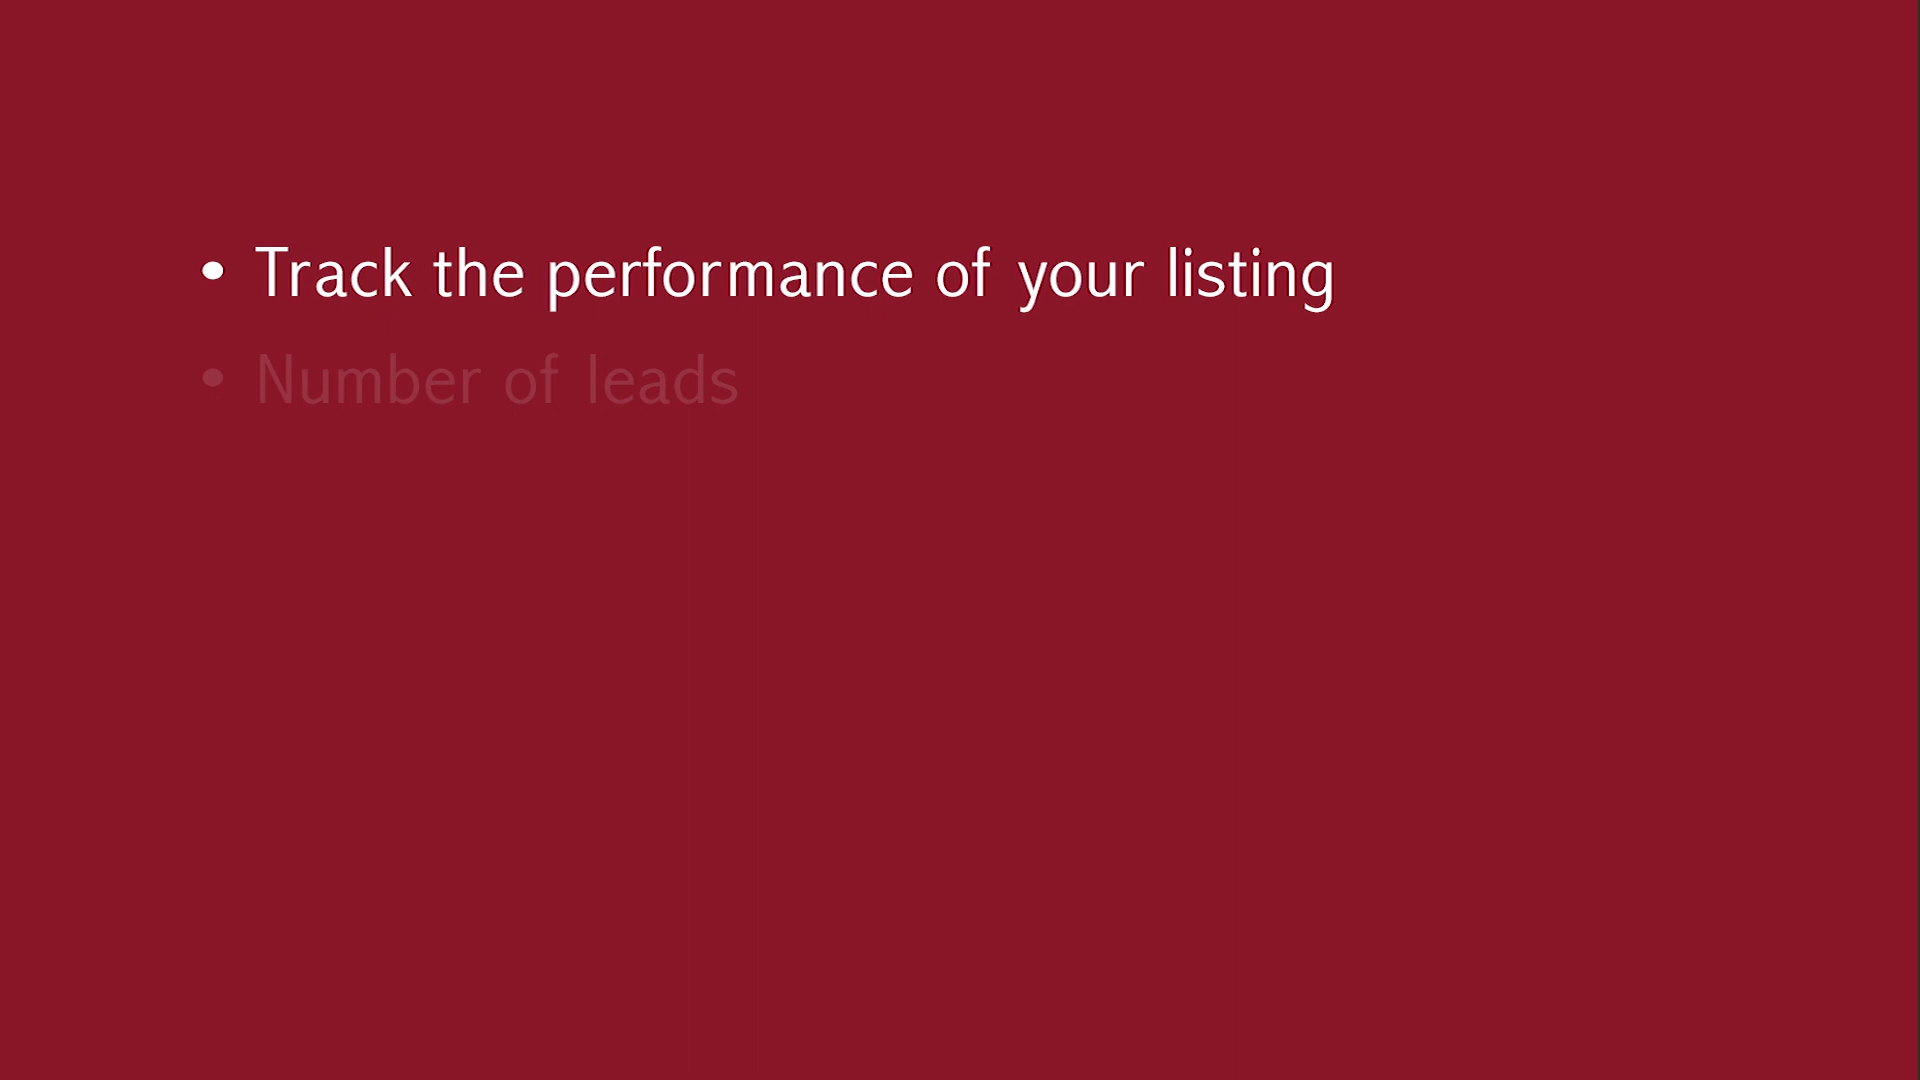 • Track the performance of your listing
• Number of leads